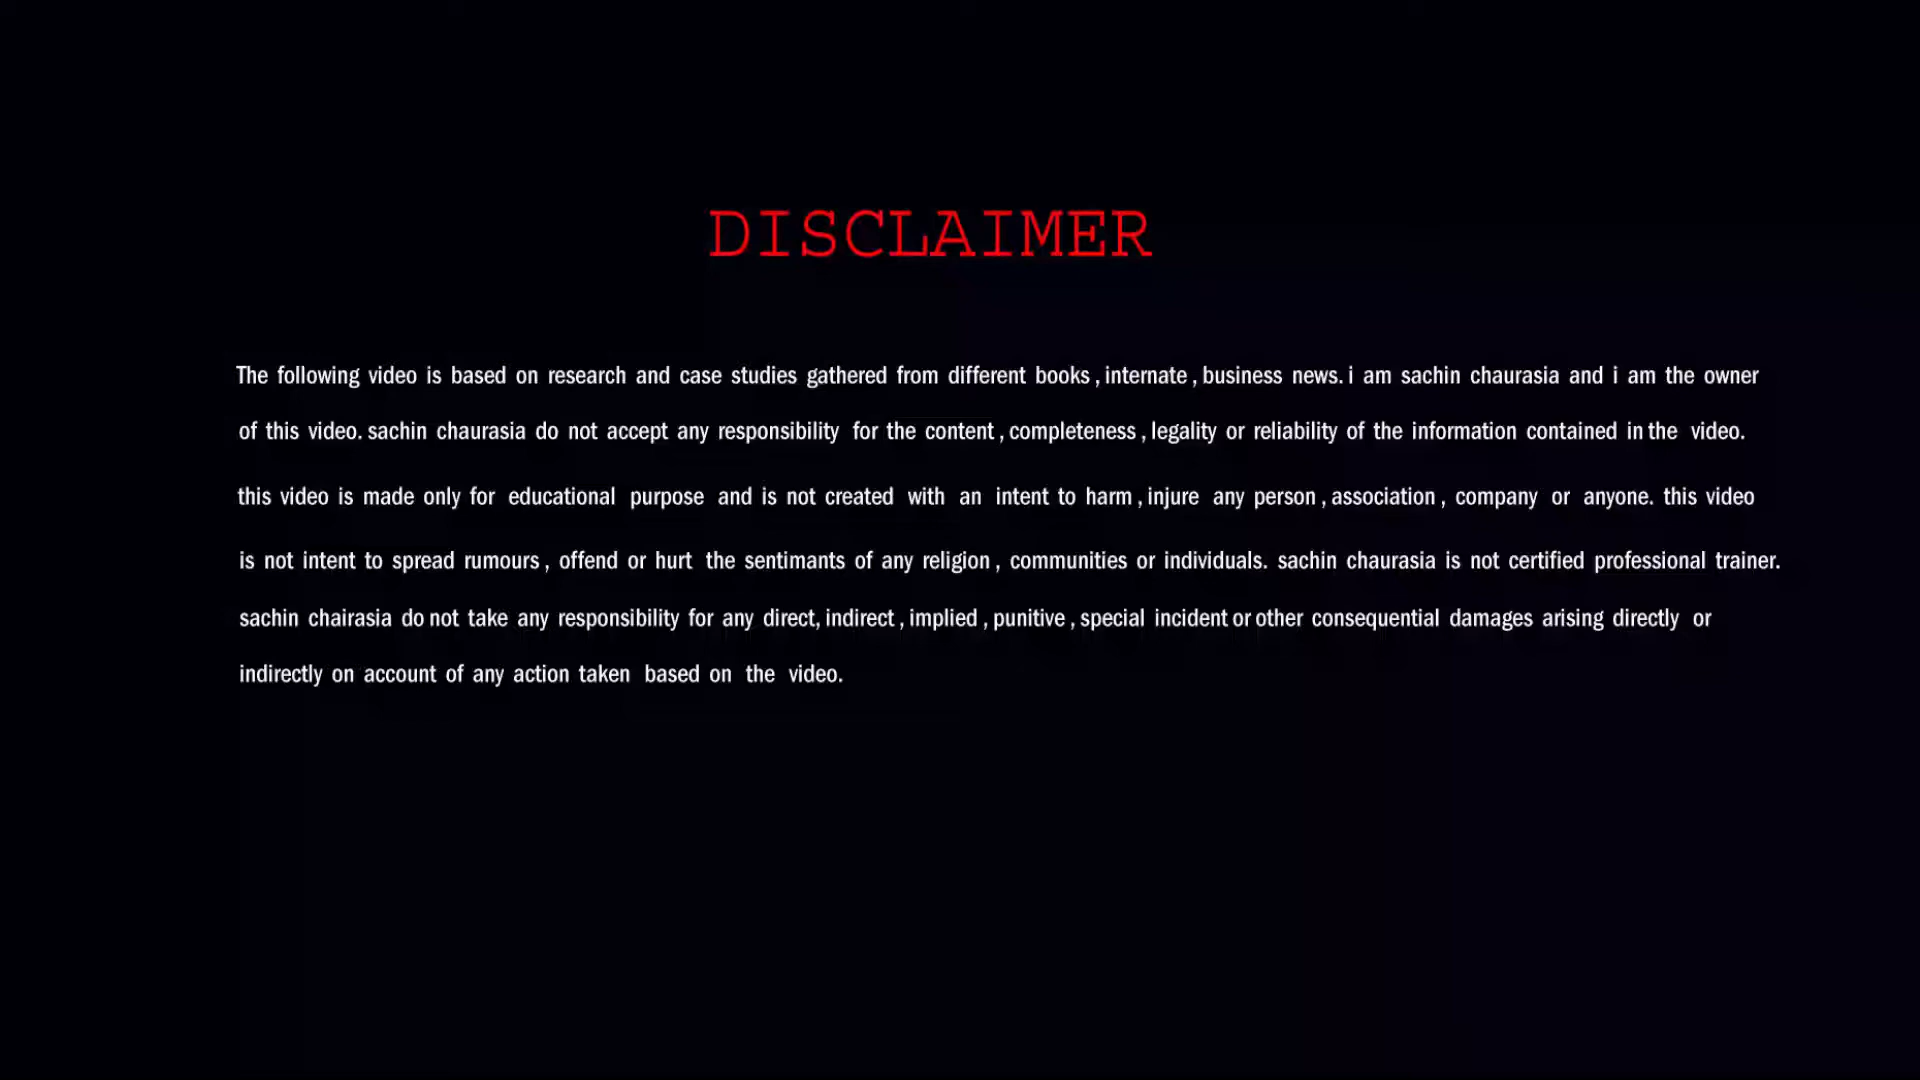 DISCLAIMER
The following video is based on research and case studies gathered from different books , internate , business news. i am sachin chaurasia and i am the owner
of this video. sachin chaurasia do not accept any responsibility for the content , completeness , legality or reliability of the information contained in the video.
this video is made only for educational purpose and is not created with an intent to harm , injure any person , association , company or anyone. this video
is not intent to spread rumours , offend or hurt the sentimants of any religion , communities or individuals. sachin chaurasia is not certified professional trainer.
sachin chairasia do not take any responsibility for any direct, indirect , implied , punitive , special incident or other consequential damages arising directly or
indirectly on account of any action taken based on the video.